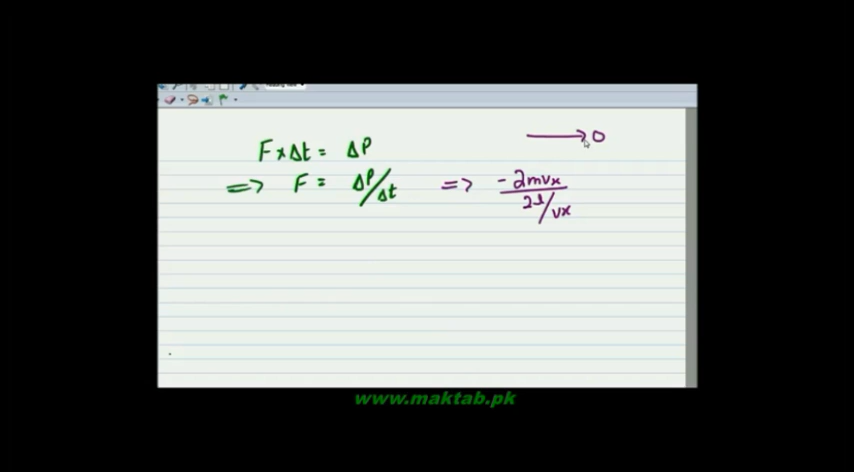 F x Δt = ΔP
=> F = ΔP/Δt => -2mvx
2l/vx
www.maktab.pk